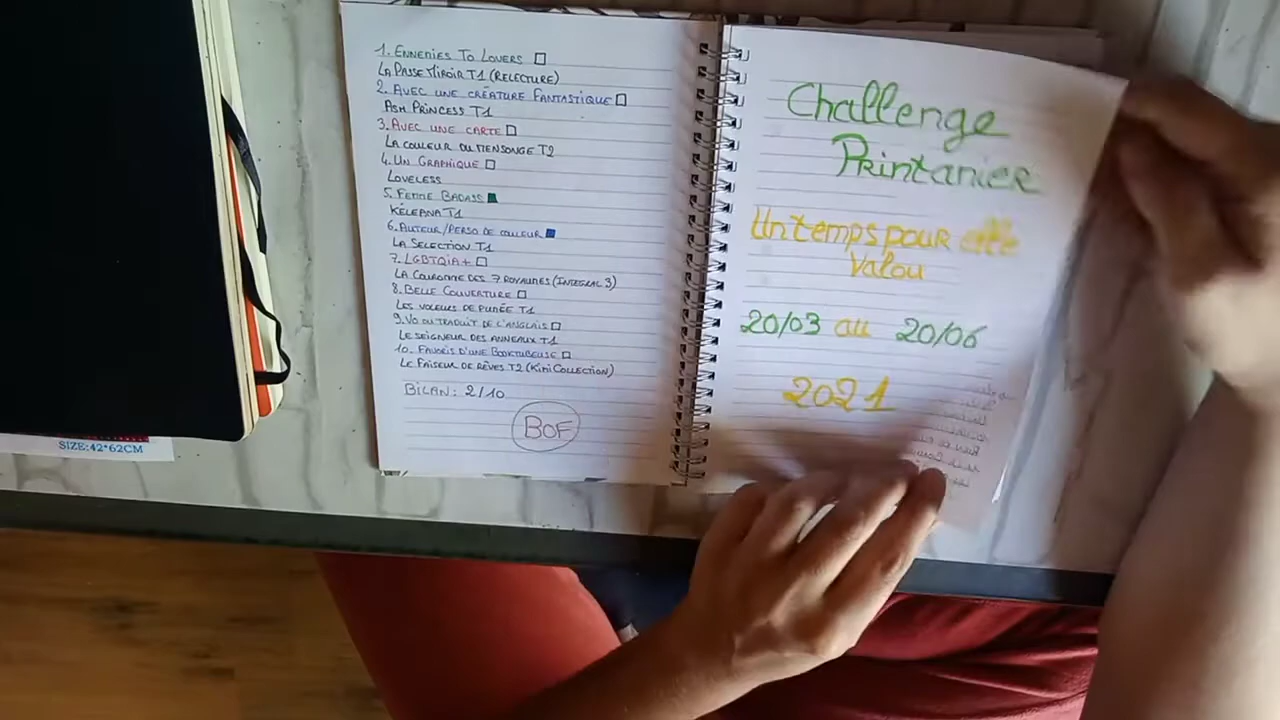 1. ENNEMIES TO LOVERS
LA PASSE MIROIR T1 (RELECTURE)
2. AVEC UNE CRÉATURE FANTASTIQUE
ASH PRINCESS T1
3. AVEC UNE CARTE
LA COULEUR DU MENSONGE T2
4. UN GRAPHIQUE
LOVELESS
5. FEMME BADASS
KELEANA T1
6. AUTEUR/PERSO DE COULEUR
LA SELECTION T1
7. LGBTQIA+
LA COURONNE DES 7 ROYAUMES (INTEGRAL 3)
8. BELLE COUVERTURE
LES VOLEURS DE FUMÉE T1
9. VO OU TRADUIT DE L'ANGLAIS
LE SEIGNEUR DES ANNEAUX T1
10. FAVORIS D'UNE BOOKTUBEUSE
LE FAISEUR DE RÊVES T2 (KIMI COLLECTION)
BILAN: 2/10
BOF
Challenge
Printanier
Un temps pour
Valou
20/03 au 20/06
2021
SIZE:42*62CM